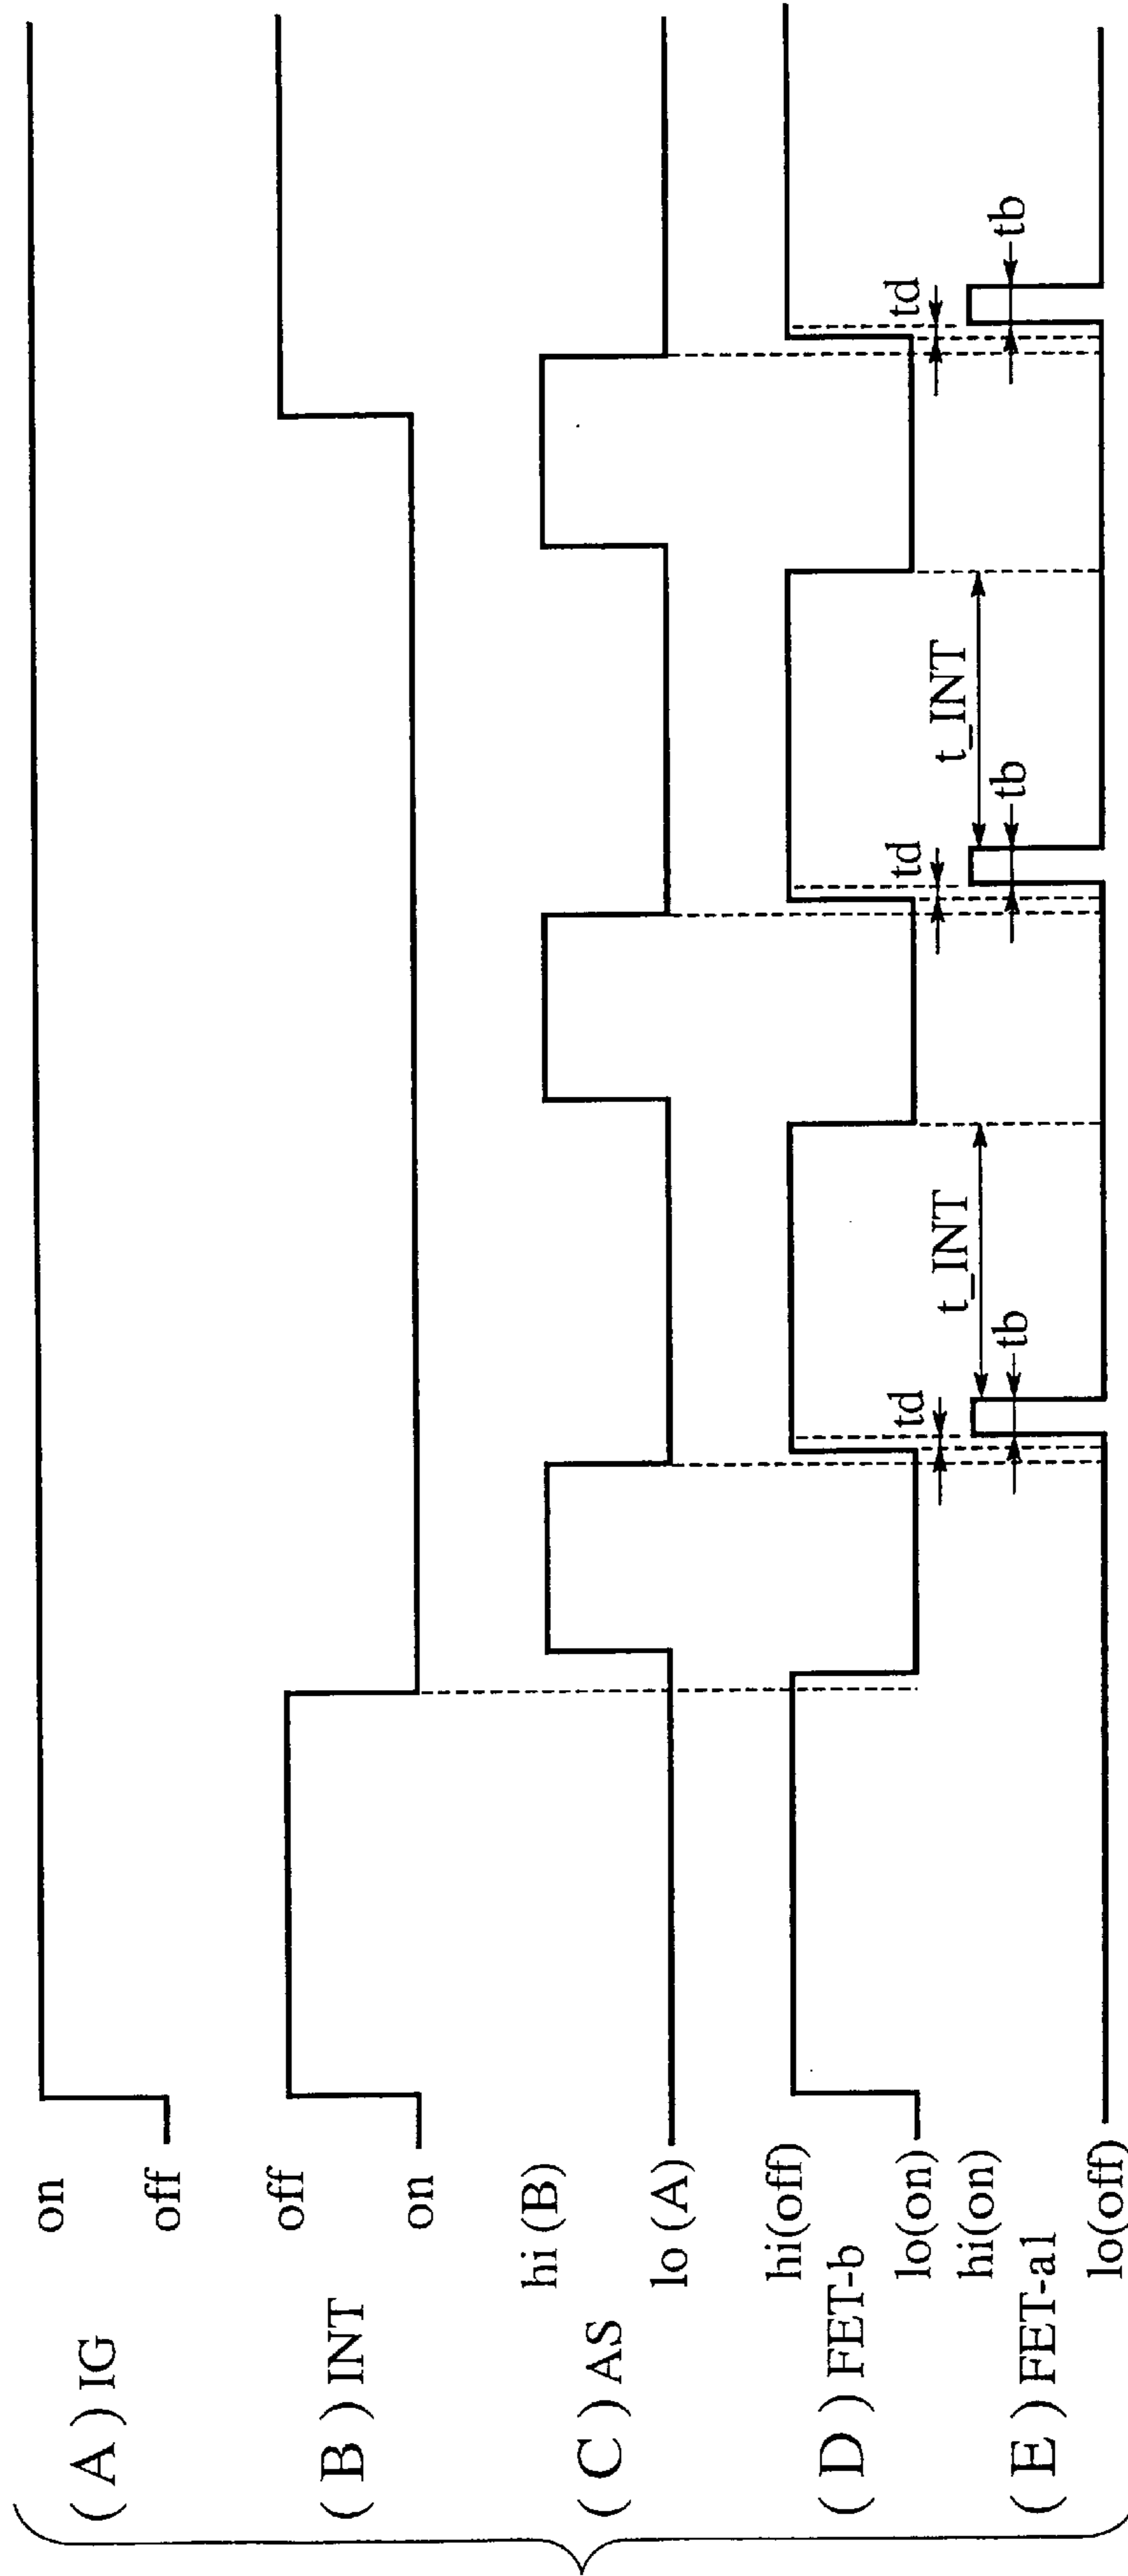 ( A ) IG
on
off
( B ) INT
off
on
( C ) AS
hi (B)
lo (A)
( D ) FET-b
hi(off)
lo(on)
( E ) FET-a1
hi(on)
lo(off)
td
tb
t_INT
td
tb
t_INT
td
tb